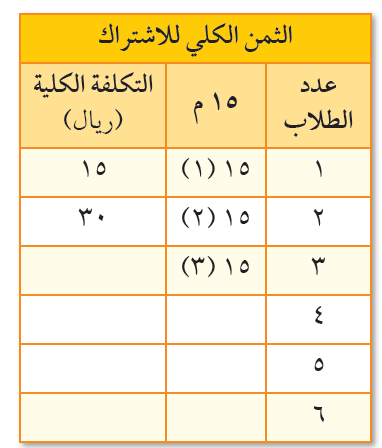 الثمن الكلي للاشتراك
عدد الطلاب ١٥ م التكلفة الكلية (ريال)
١ ١٥ (١) ١٥
٢ ١٥ (٢) ٣٠
٣ ١٥ (٣)
٤
٥
٦